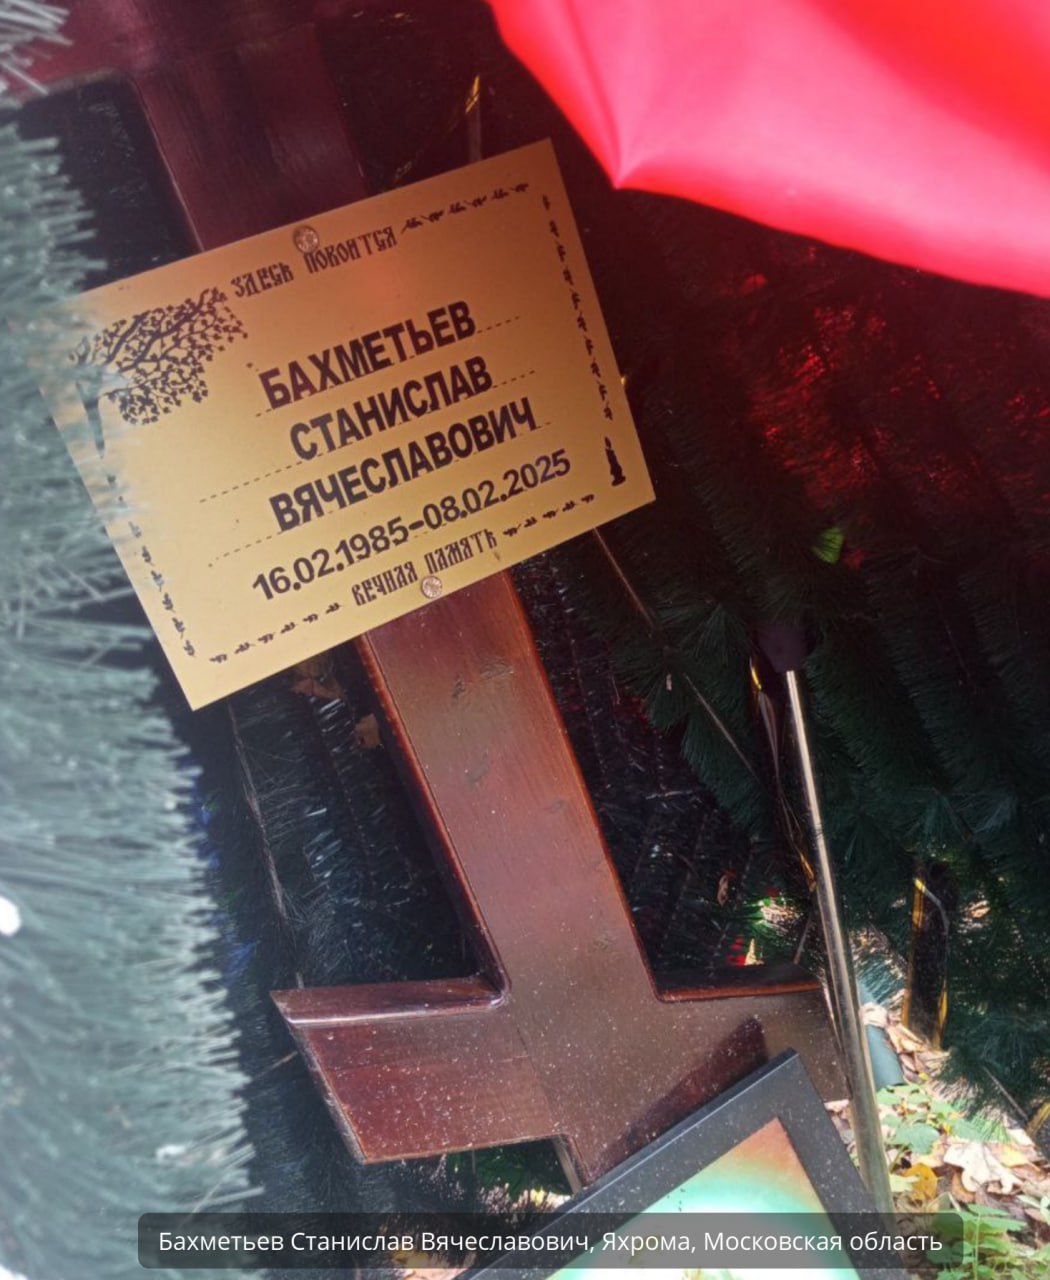 ЗДЕСЬ ПОКОИТСЯ
БАХМЕТЬЕВ
СТАНИСЛАВ
ВЯЧЕСЛАВОВИЧ
16.02.1985-08.02.2025
ВЕЧНАЯ ПАМЯТЬ
Бахметьев Станислав Вячеславович, Яхрома, Московская область